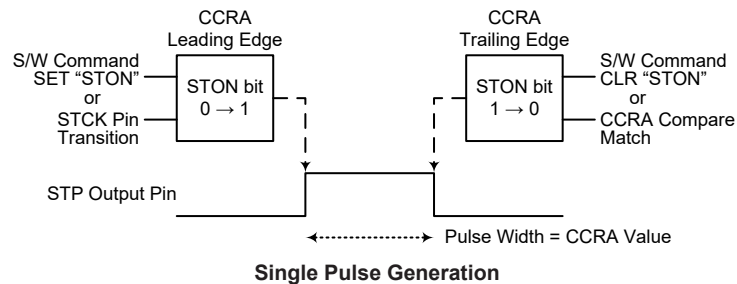 CCRA
Leading Edge
S/W Command
SET “STON”
or
STCK Pin
Transition
STON bit
0 → 1
CCRA
Trailing Edge
STON bit
1 → 0
S/W Command
CLR “STON”
or
CCRA Compare
Match
STP Output Pin
Pulse Width = CCRA Value
Single Pulse Generation